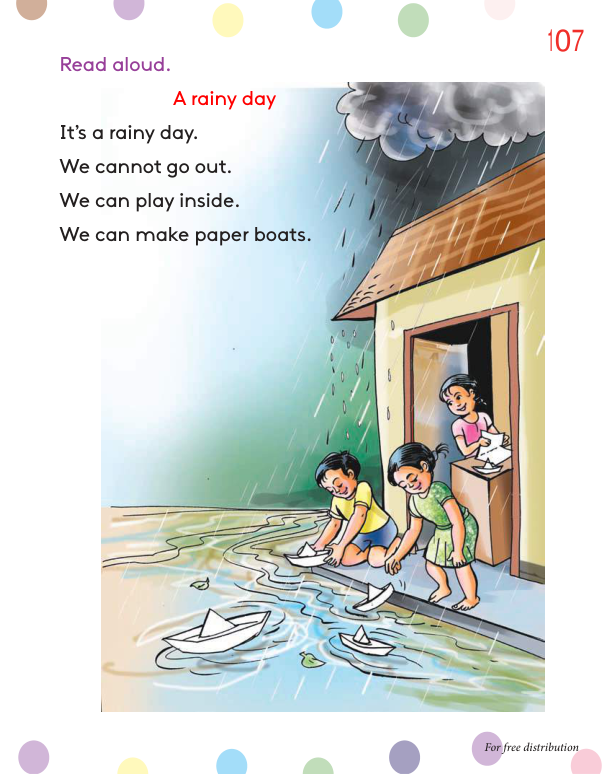 107
Read aloud.
A rainy day
It's a rainy day.
We cannot go out.
We can play inside.
We can make paper boats.
For free distribution